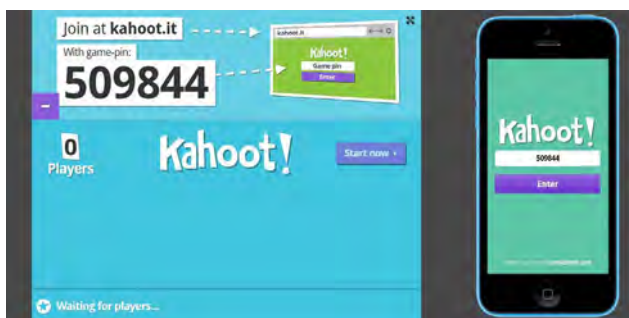 Join at kahoot.it
With game-pin:
509844
kahoot.it
Kahoot!
Game pin
Enter
0
Players
Kahoot!
Start now
Waiting for players...
Kahoot!
509844
Enter